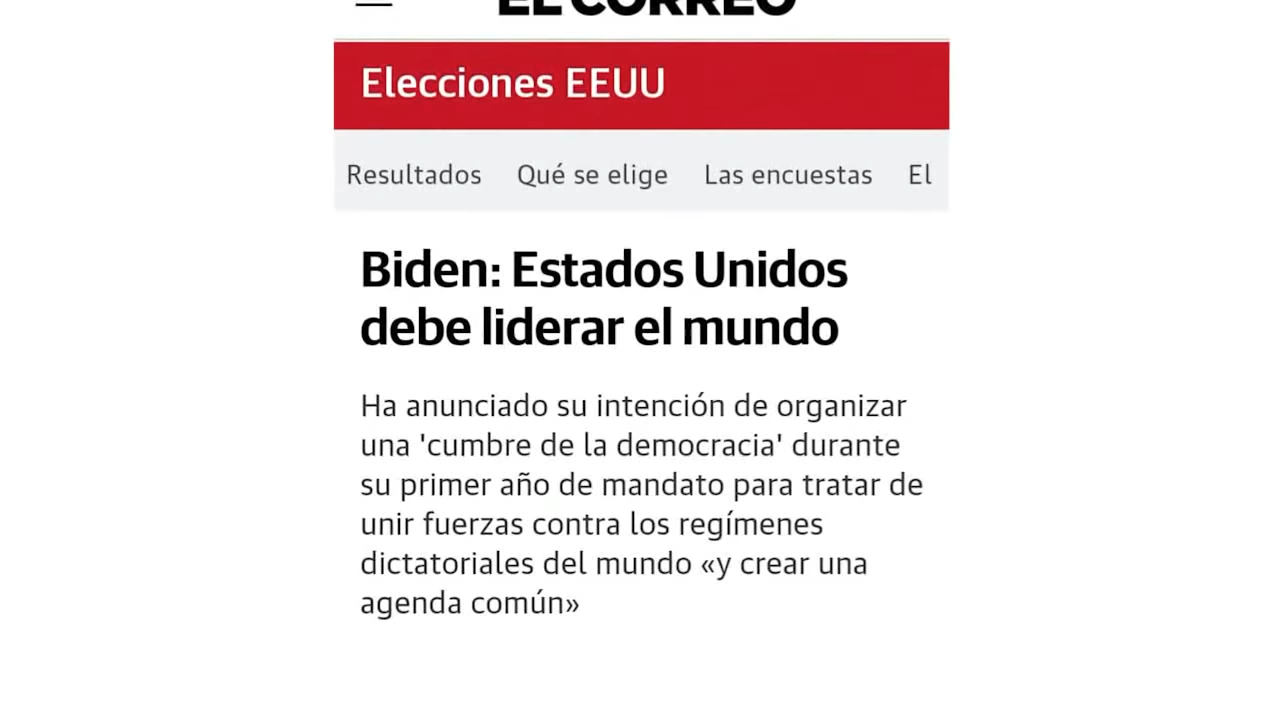 EL CORREO
Elecciones EEUU
Resultados Qué se elige Las encuestas El
Biden: Estados Unidos
debe liderar el mundo
Ha anunciado su intención de organizar
una 'cumbre de la democracia' durante
su primer año de mandato para tratar de
unir fuerzas contra los regímenes
dictatoriales del mundo «y crear una
agenda común»